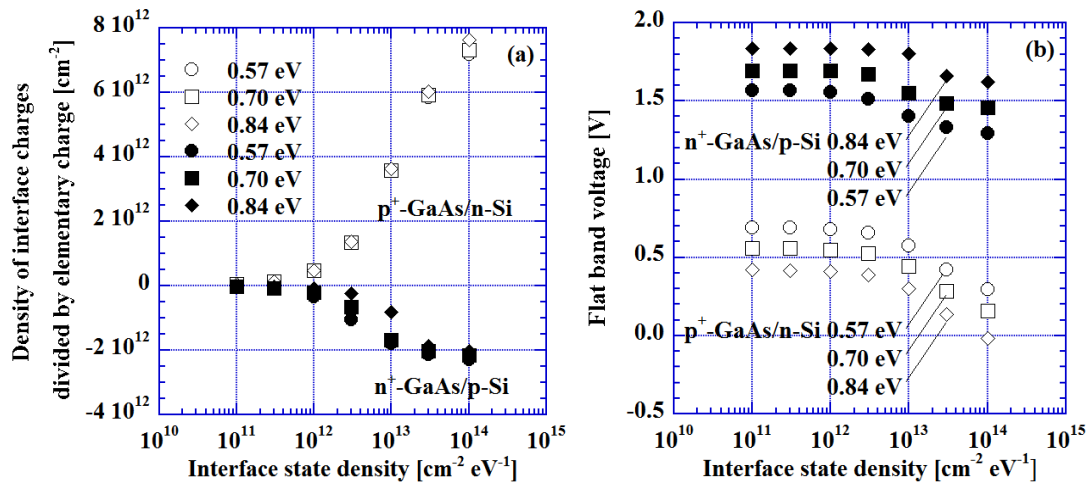 Density of interface charges
divided by elementary charge [cm-2]
8 10^12
6 10^12
4 10^12
2 10^12
0
-2 10^12
-4 10^12
(a)
0.57 eV
0.70 eV
0.84 eV
0.57 eV
0.70 eV
0.84 eV
p+-GaAs/n-Si
n+-GaAs/p-Si
10^10 10^11 10^12 10^13 10^14 10^15
Interface state density [cm-2 eV-1]
Flat band voltage [V]
2.0
1.5
1.0
0.5
0.0
-0.5
(b)
n+-GaAs/p-Si 0.84 eV
0.70 eV
0.57 eV
p+-GaAs/n-Si 0.57 eV
0.70 eV
0.84 eV
10^10 10^11 10^12 10^13 10^14 10^15
Interface state density [cm-2 eV-1]